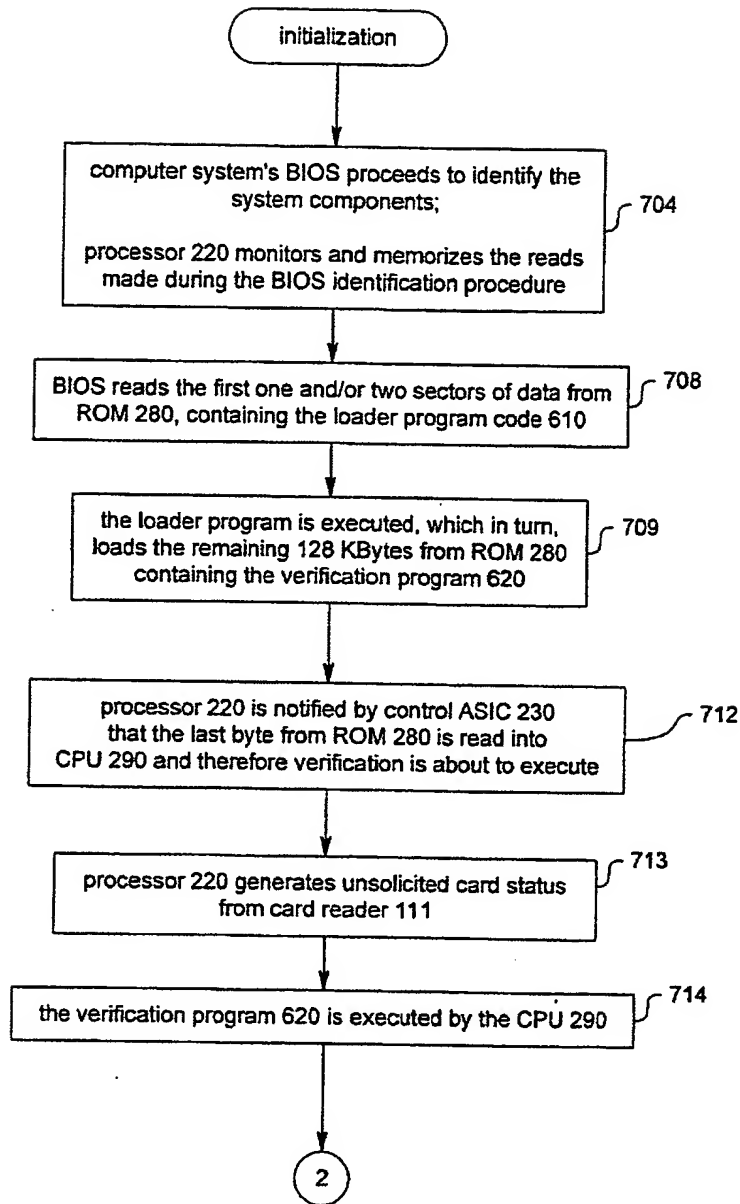 initialization
computer system's BIOS proceeds to identify the
system components;
processor 220 monitors and memorizes the reads
made during the BIOS identification procedure
704
BIOS reads the first one and/or two sectors of data from
ROM 280, containing the loader program code 610
708
the loader program is executed, which in turn,
loads the remaining 128 KBytes from ROM 280
containing the verification program 620
709
processor 220 is notified by control ASIC 230
that the last byte from ROM 280 is read into
CPU 290 and therefore verification is about to execute
712
processor 220 generates unsolicited card status
from card reader 111
713
the verification program 620 is executed by the CPU 290
714
2